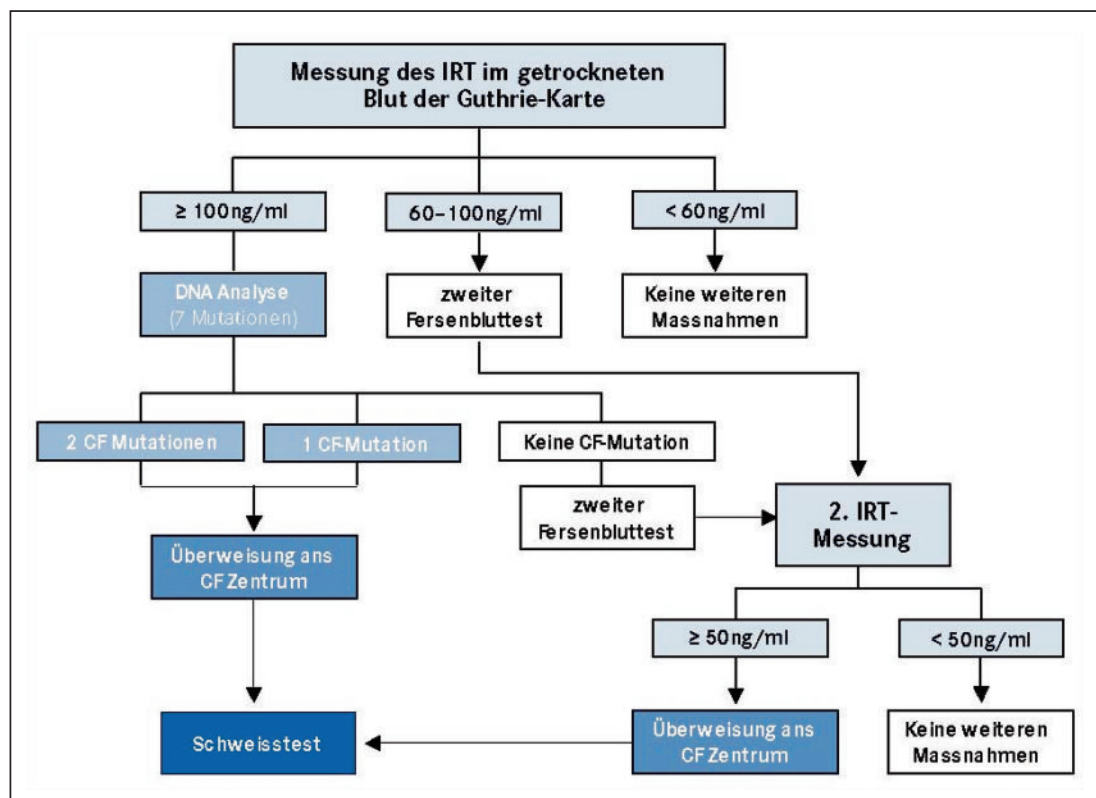 Messung des IRT im getrockneten
Blut der Guthrie-Karte
≥ 100ng/ml
60–100ng/ml
< 60ng/ml
DNA Analyse
(7 Mutationen)
zweiter
Fersenbluttest
Keine weiteren
Massnahmen
2 CF Mutationen
1 CF-Mutation
Keine CF-Mutation
zweiter
Fersenbluttest
2. IRT-
Messung
Überweisung ans
CF Zentrum
≥ 50ng/ml
< 50ng/ml
Schweisstest
Überweisung ans
CF Zentrum
Keine weiteren
Massnahmen